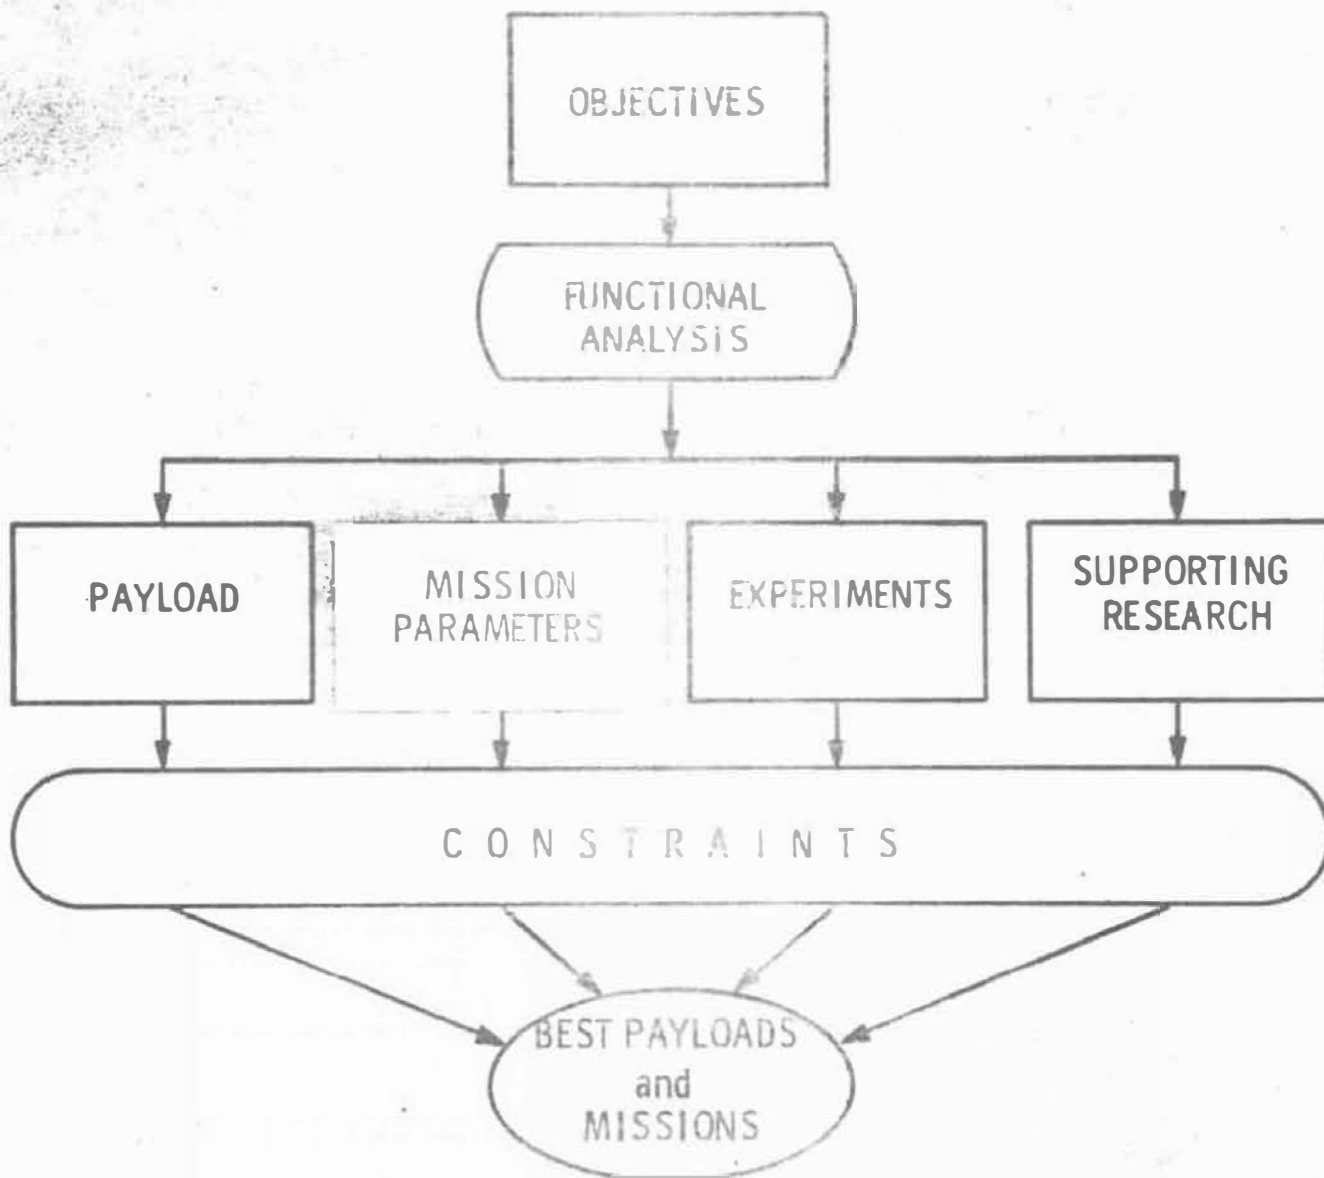 OBJECTIVES
FUNCTIONAL
ANALYSIS
PAYLOAD
MISSION
PARAMETERS
EXPERIMENTS
SUPPORTING
RESEARCH
CONSTRAINTS
BEST PAYLOADS
and
MISSIONS